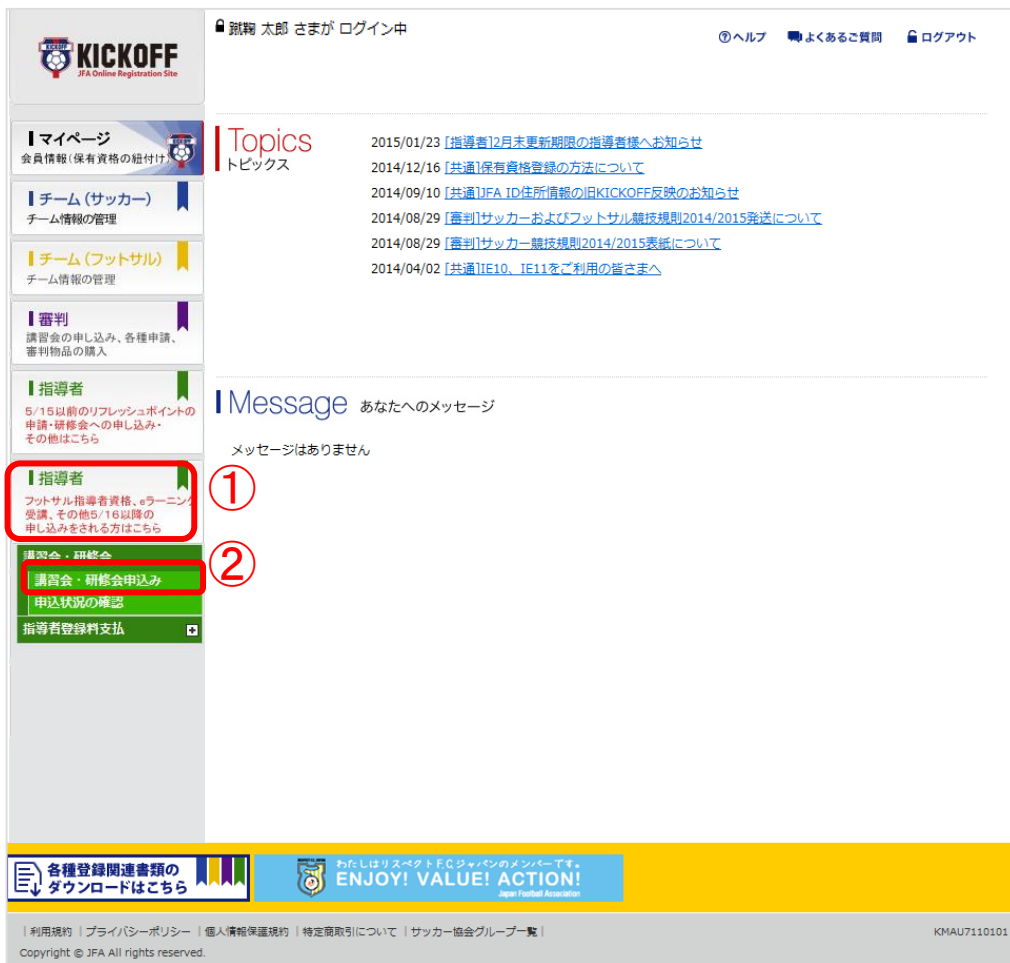 蹴鞠 太郎 さまが ログイン中
ヘルプ よくあるご質問 ログアウト
KICKOFF
KICKOFF
JFA Online Registration Site
マイページ
会員情報(保有資格の紐付け)
チーム (サッカー)
チーム情報の管理
チーム (フットサル)
チーム情報の管理
審判
講習会の申し込み、各種申請、
審判物品の購入
指導者
5/15以前のリフレッシュポイントの
申請・研修会への申し込み・
その他はこちら
指導者
フットサル指導者資格、eラーニング
受講、その他5/16以降の
申し込みをされる方はこちら
①
講習会・研修会
講習会・研修会申込み
②
申込状況の確認
指導者登録料支払
Topics
トピックス
2015/01/23 [指導者]2月末更新期限の指導者様へお知らせ
2014/12/16 [共通]保有資格登録の方法について
2014/09/10 [共通]JFA ID住所情報の旧KICKOFF反映のお知らせ
2014/08/29 [審判]サッカーおよびフットサル競技規則2014/2015発送について
2014/08/29 [審判]サッカー競技規則2014/2015表紙について
2014/04/02 [共通]IE10、IE11をご利用の皆さまへ
Message あなたへのメッセージ
メッセージはありません
各種登録関連書類の
ダウンロードはこちら
わたしはリスペクトF.C.ジャパンのメンバーです。
ENJOY! VALUE! ACTION!
Japan Football Association
|利用規約 |プライバシーポリシー |個人情報保護規約 |特定商取引について |サッカー協会グループ一覧|
KMAU7110101
Copyright © JFA All rights reserved.